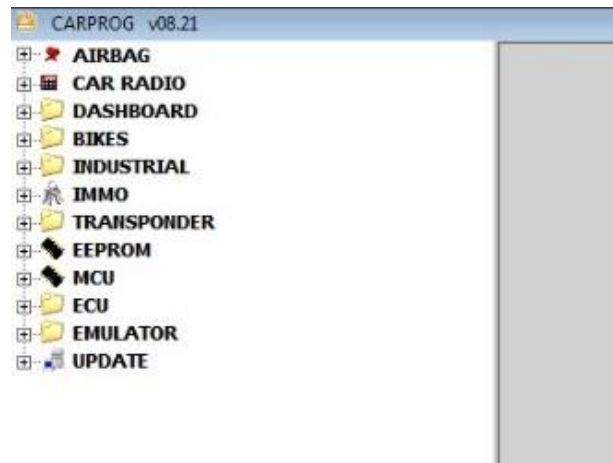 CARPROG v08.21
AIRBAG
CAR RADIO
DASHBOARD
BIKES
INDUSTRIAL
IMMO
TRANSPONDER
EEPROM
MCU
ECU
EMULATOR
UPDATE